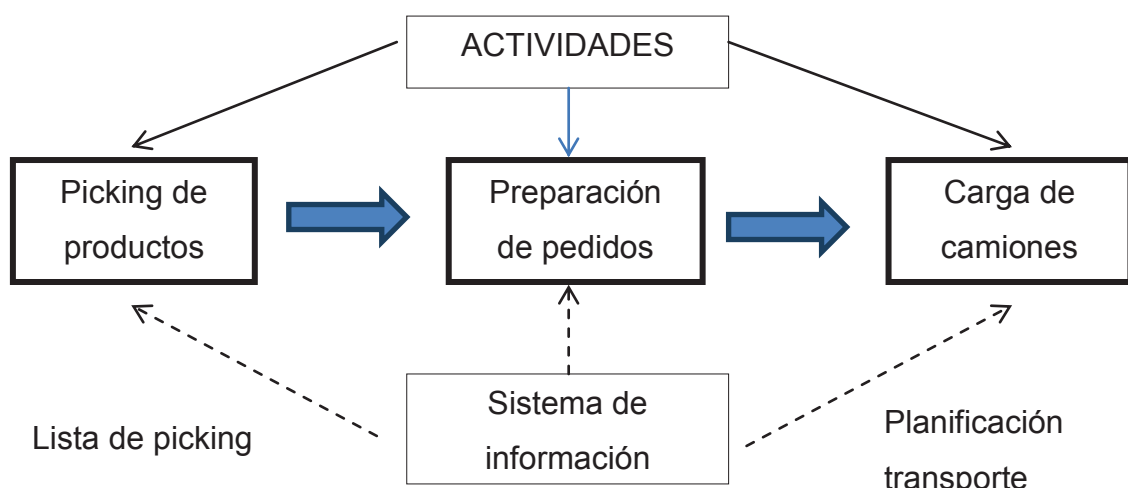 ACTIVIDADES
Picking de
productos
Preparación
de pedidos
Carga de
camiones
Sistema de
información
Lista de picking
Planificación
transporte